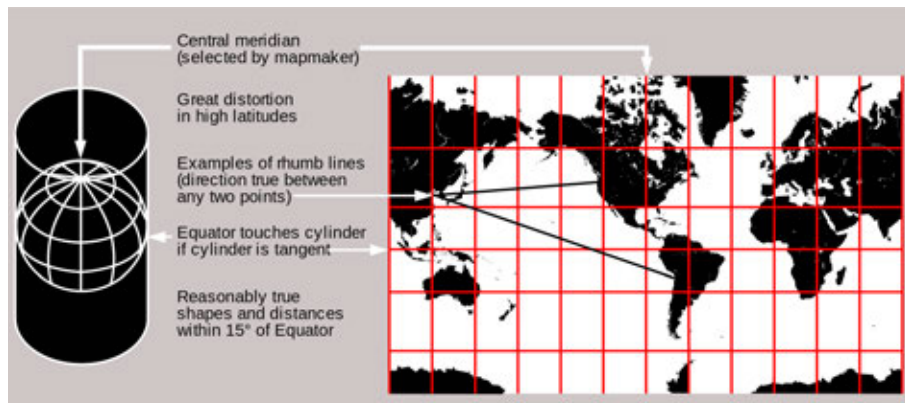 Central meridian
(selected by mapmaker)
Great distortion
in high latitudes
Examples of rhumb lines
(direction true between
any two points)
Equator touches cylinder
if cylinder is tangent
Reasonably true
shapes and distances
within 15° of Equator